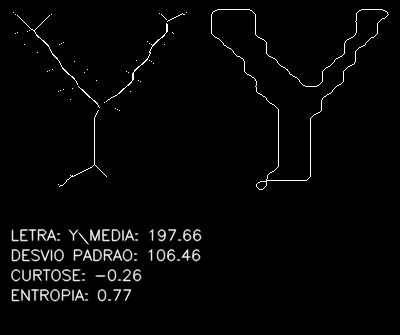 LETRA: Y\MEDIA: 197.66
DESVIO PADRAO: 106.46
CURTOSE: -0.26
ENTROPIA: 0.77